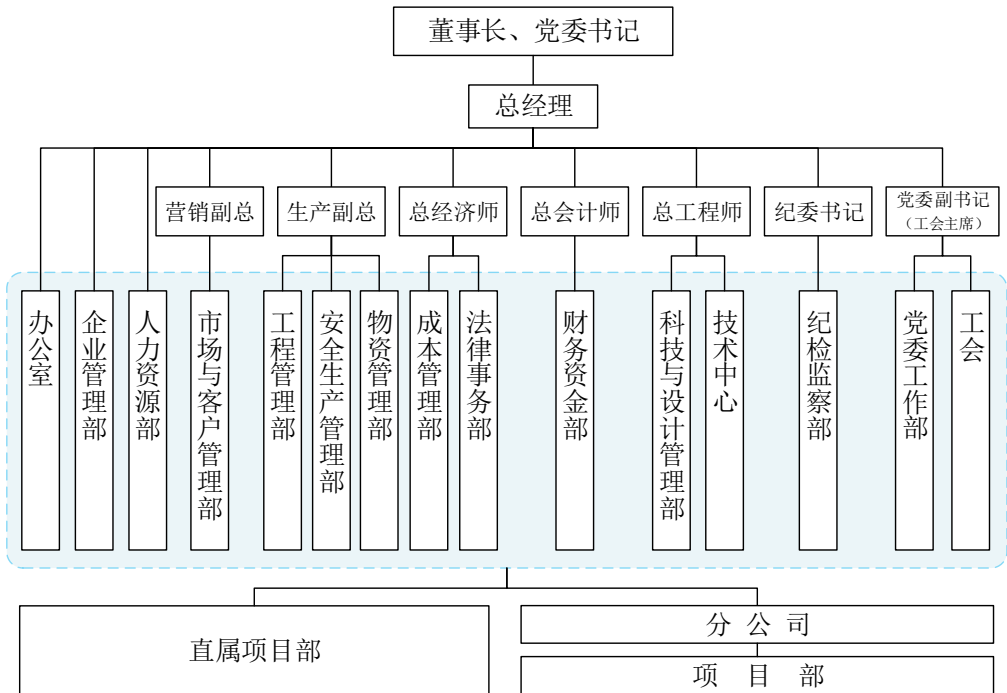 董事长、党委书记
总经理
营销副总
生产副总
总经济师
总会计师
总工程师
纪委书记
党委副书记
（工会主席）
办公室
企业管理部
人力资源部
市场与客户管理部
工程管理部
安全生产管理部
物资管理部
成本管理部
法律事务部
财务资金部
科技与设计管理部
技术中心
纪检监察部
党委工作部
工会
直属项目部
分 公 司
项 目 部